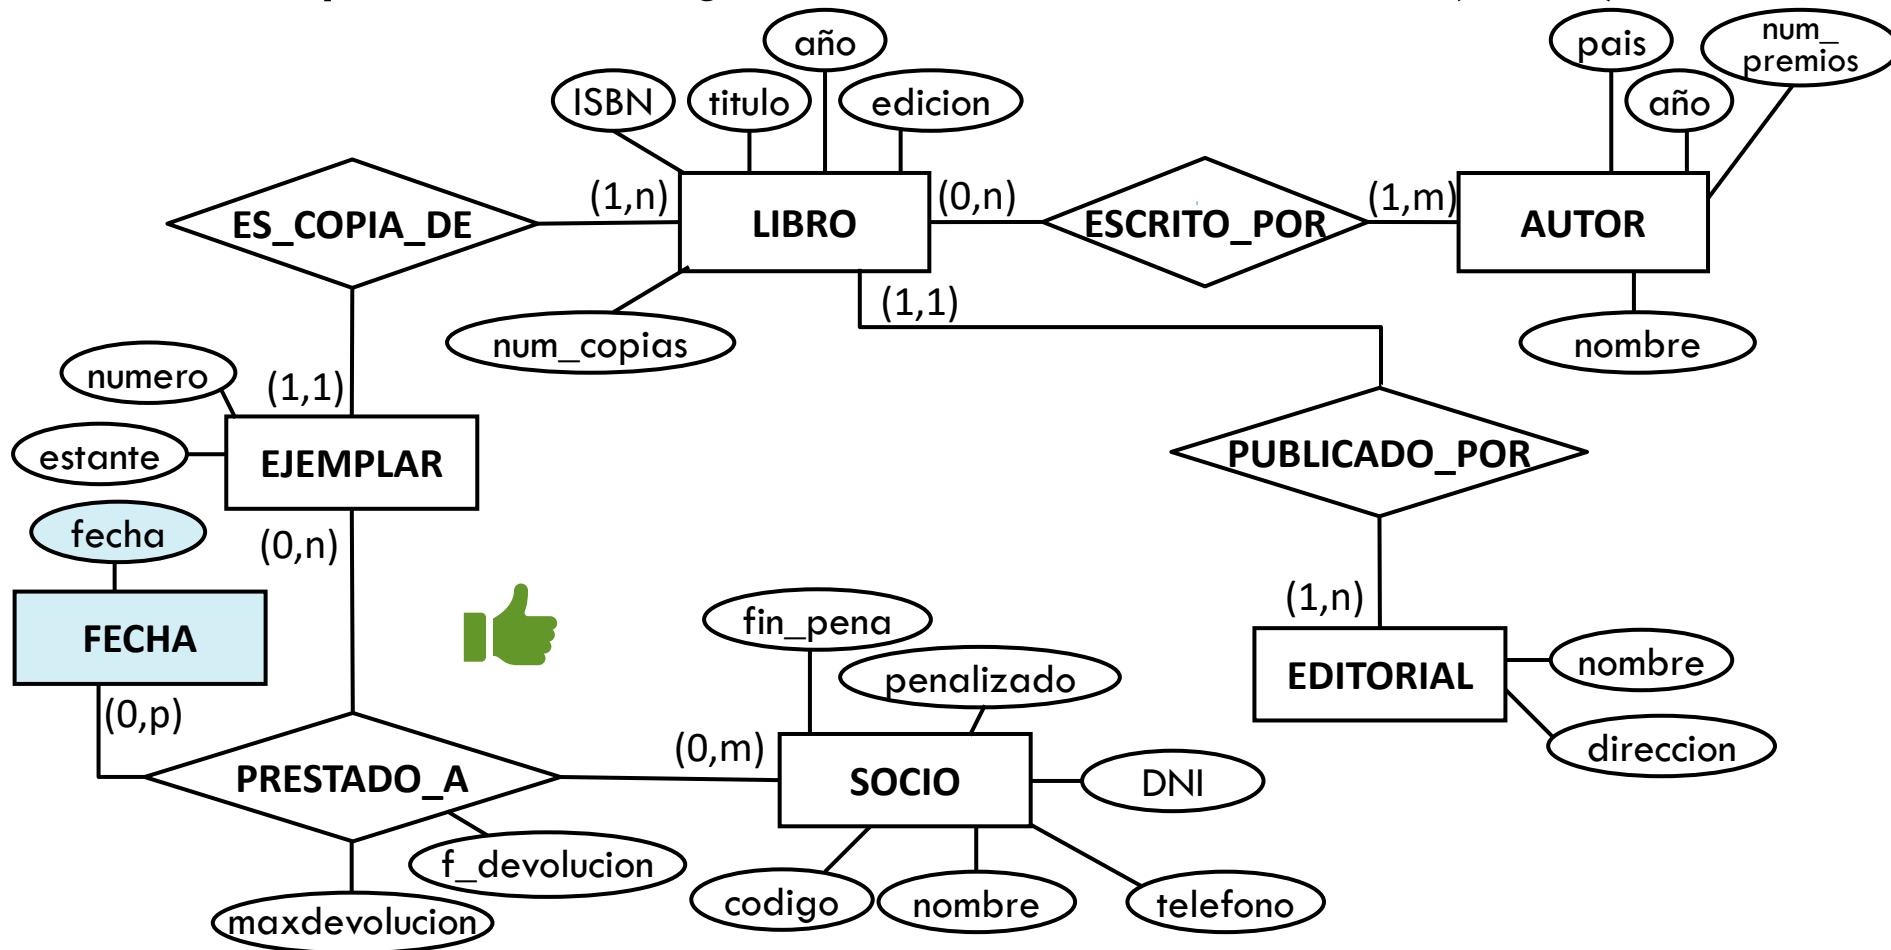 año
pais
num_
premios
ISBN
titulo
edicion
año
ES_COPIA_DE
(1,n)
LIBRO
(0,n)
ESCRITO_POR
(1,m)
AUTOR
(1,1)
num_copias
nombre
numero
(1,1)
estante
EJEMPLAR
PUBLICADO_POR
fecha
(0,n)
FECHA
fin_pena
(1,n)
penalizado
EDITORIAL
nombre
(0,p)
(0,m)
direccion
PRESTADO_A
SOCIO
DNI
f_devolucion
codigo
nombre
telefono
maxdevolucion